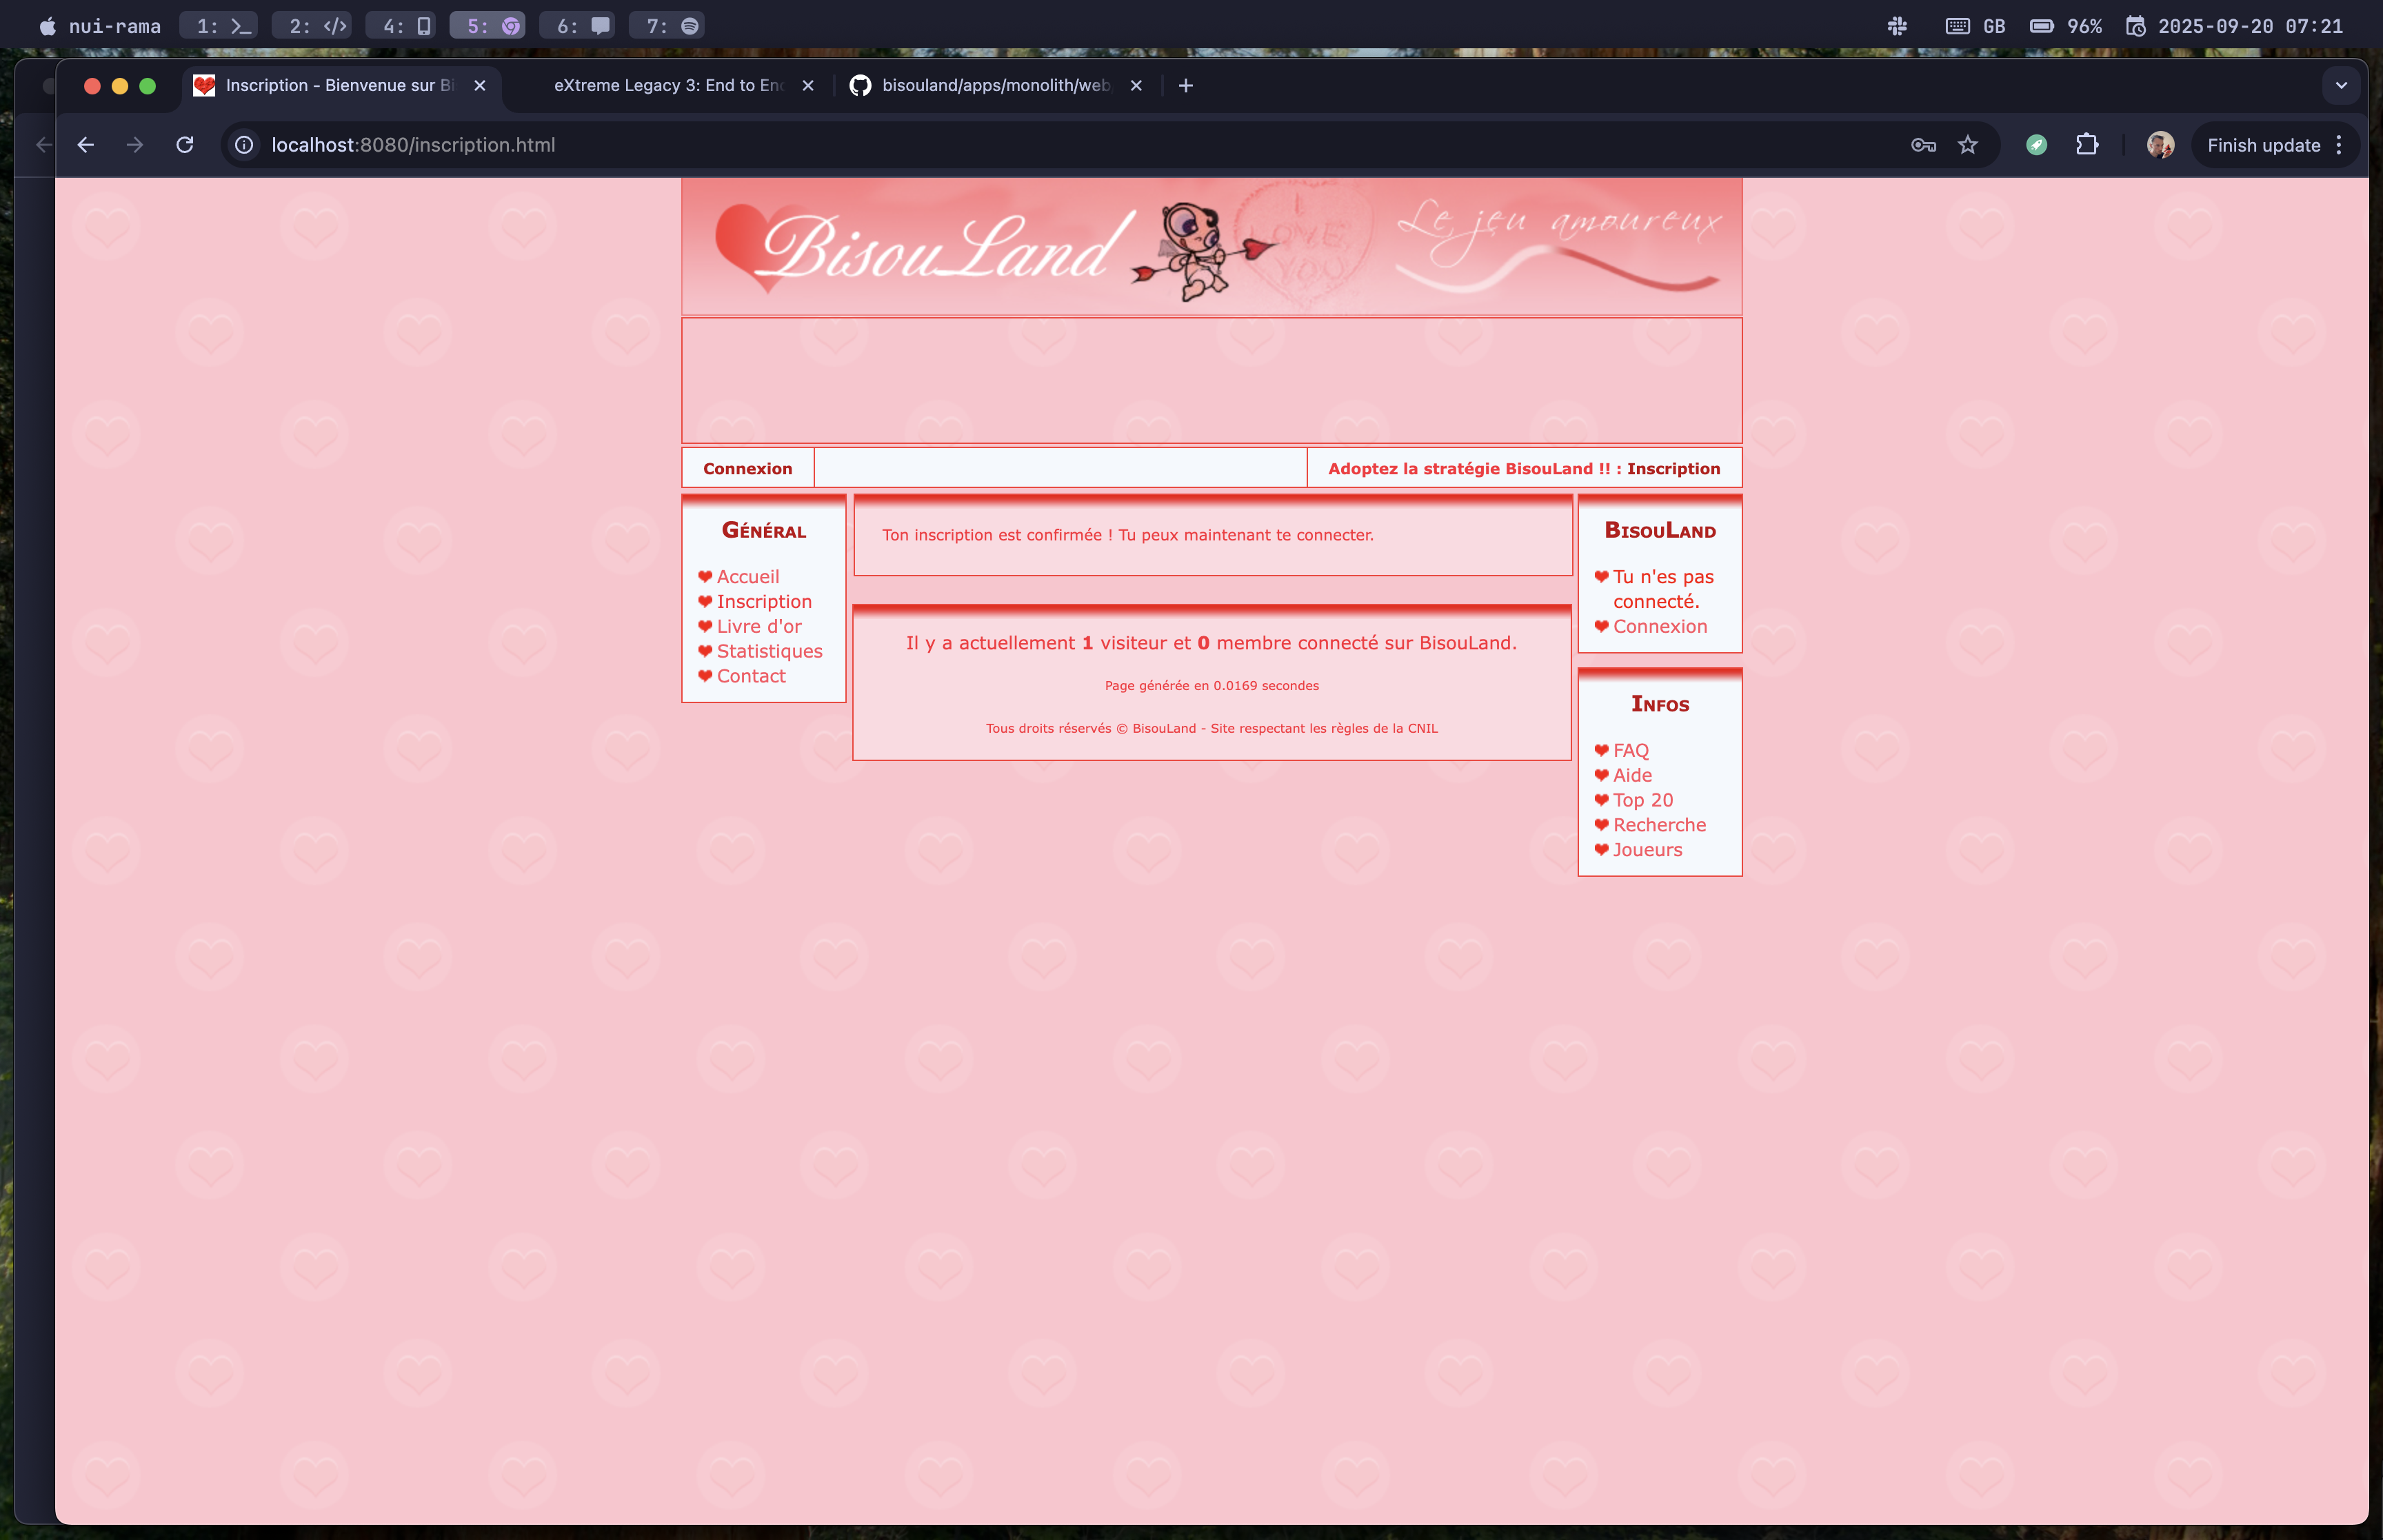 nui-rama 1: 2: 4: 5: 6: 7: GB 96% 2025-09-20 07:21
Inscription - Bienvenue sur Bi eXtreme Legacy 3: End to End bisouland/apps/monolith/web
localhost:8080/inscription.html Finish update
BisouLand I LOVE YOU Le jeu amoureux
Connexion Adoptez la stratégie BisouLand !! : Inscription
Général
Accueil
Inscription
Livre d'or
Statistiques
Contact
Ton inscription est confirmée ! Tu peux maintenant te connecter.
Il y a actuellement 1 visiteur et 0 membre connecté sur BisouLand.
Page générée en 0.0169 secondes
Tous droits réservés © BisouLand - Site respectant les règles de la CNIL
BisouLand
Tu n'es pas
connecté.
Connexion
Infos
FAQ
Aide
Top 20
Recherche
Joueurs